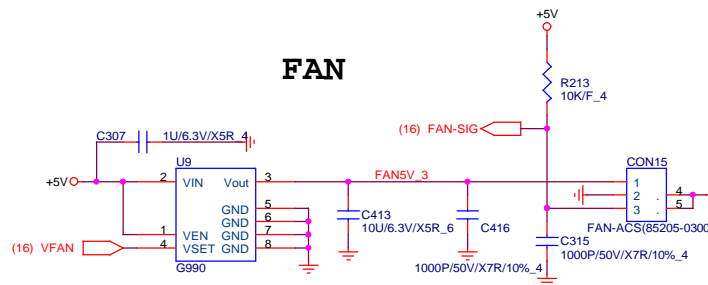 +5V
FAN
R213
10K/F_4
(16) FAN-SIG
C307
1U/6.3V/X5R_4
U9
CON15
+5V
2
VIN
Vout
3
FAN5V_3
1
2
3
.
.
4
5
GND
5
GND
6
1
VEN
GND
7
(16) VFAN
4
VSET
GND
8
G990
C413
10U/6.3V/X5R_6
C416
1000P/50V/X7R/10%_4
FAN-ACS(85205-0300
C315
1000P/50V/X7R/10%_4